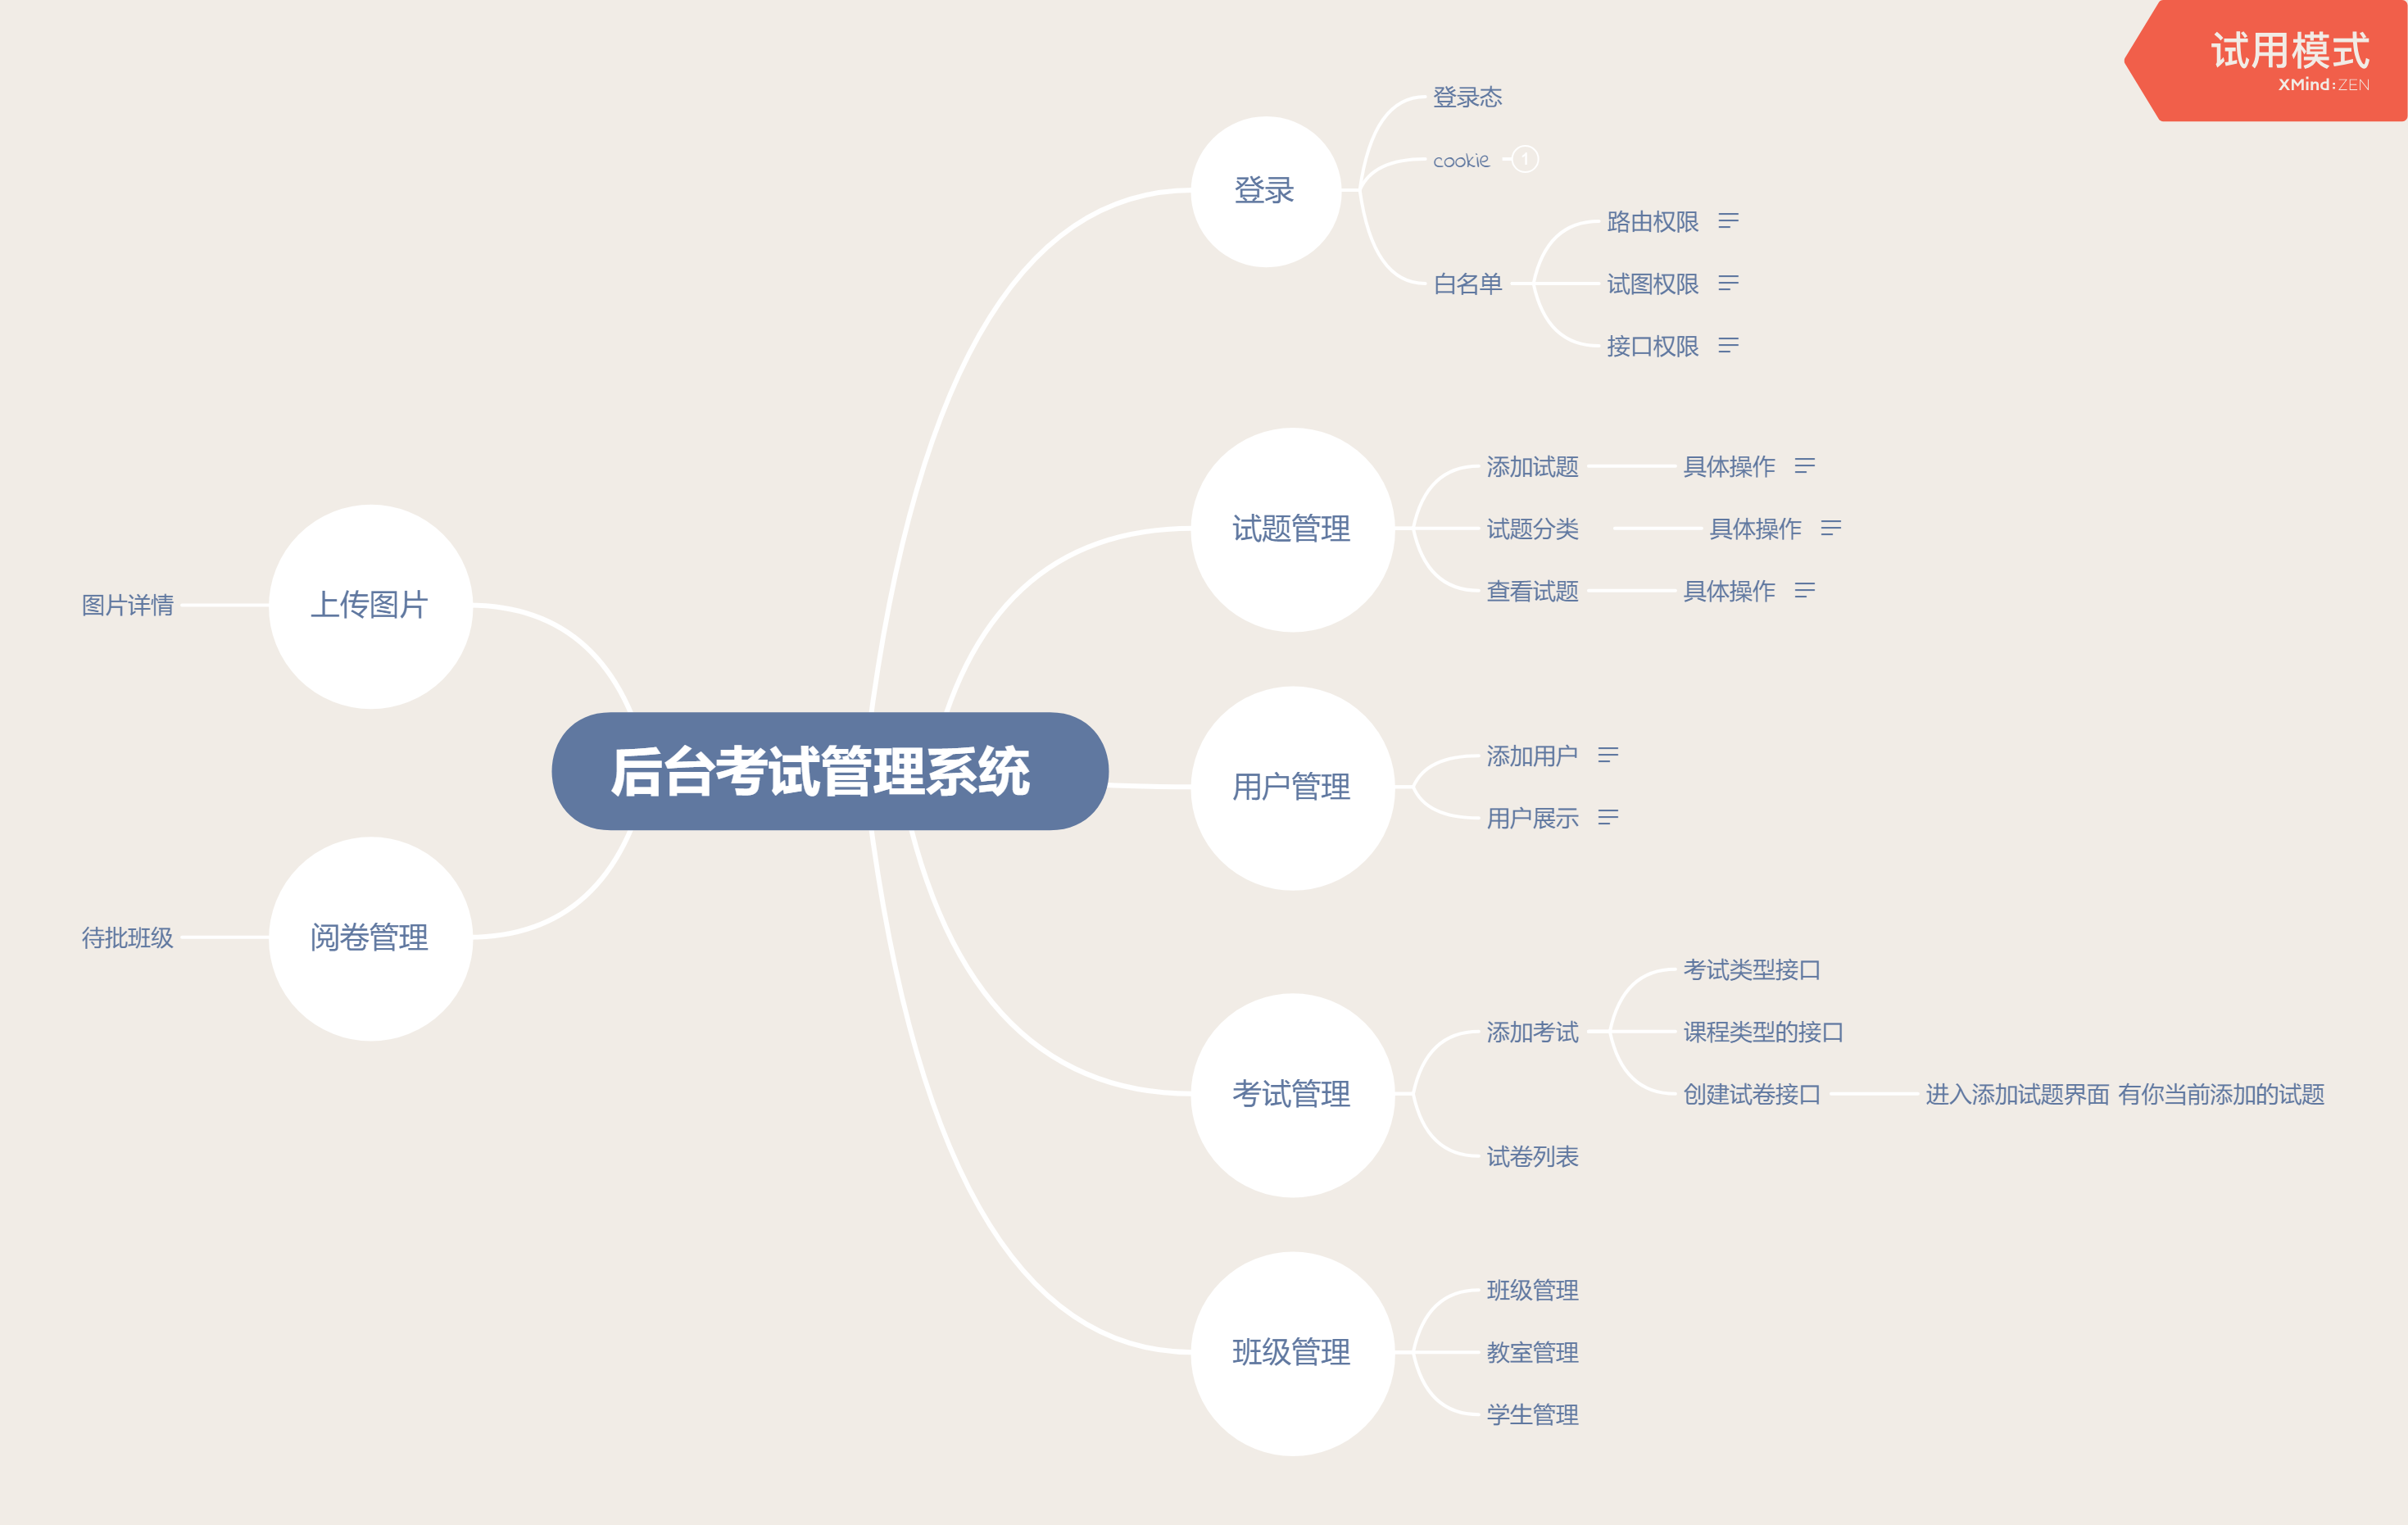 试用模式
XMind:ZEN
登录
登录态
cookie
1
白名单
路由权限
试图权限
接口权限
试题管理
添加试题
具体操作
试题分类
具体操作
查看试题
具体操作
上传图片
图片详情
后台考试管理系统
用户管理
添加用户
用户展示
阅卷管理
待批班级
考试管理
添加考试
考试类型接口
课程类型的接口
创建试卷接口
进入添加试题界面 有你当前添加的试题
试卷列表
班级管理
班级管理
教室管理
学生管理